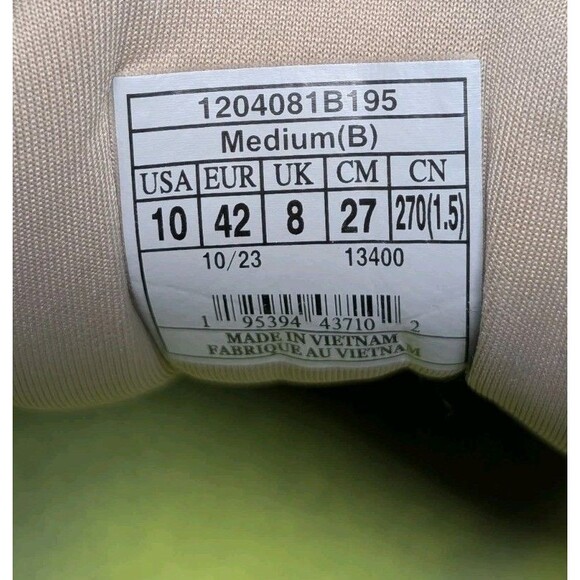 1204081B195
Medium(B)
USA EUR UK CM CN
10 42 8 27 270(1.5)
10/23 13400
1 95394 43710 2
MADE IN VIETNAM
FABRIQUE AU VIETNAM